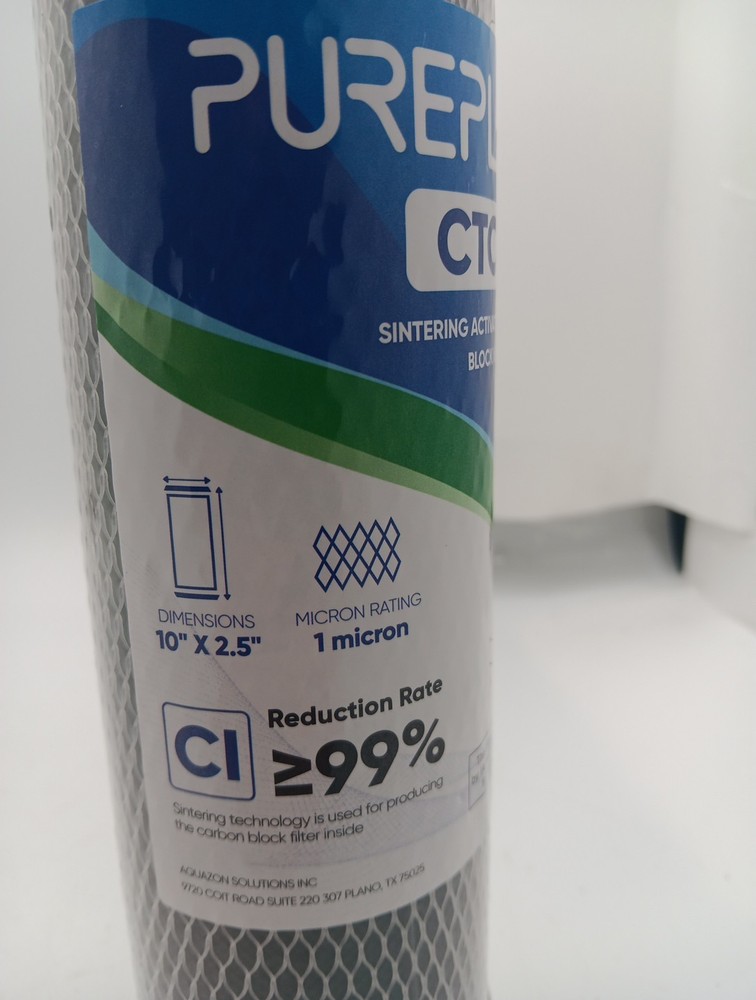 PUREPL
CTC
SINTERING ACTIV
BLOCK
DIMENSIONS
10" X 2.5"
MICRON RATING
1 micron
CI
Reduction Rate
≥99%
Sintering technology is used for producing
the carbon block filter inside
AQUAZON SOLUTIONS INC
9720 COIT ROAD SUITE 220 307 PLANO, TX 75025